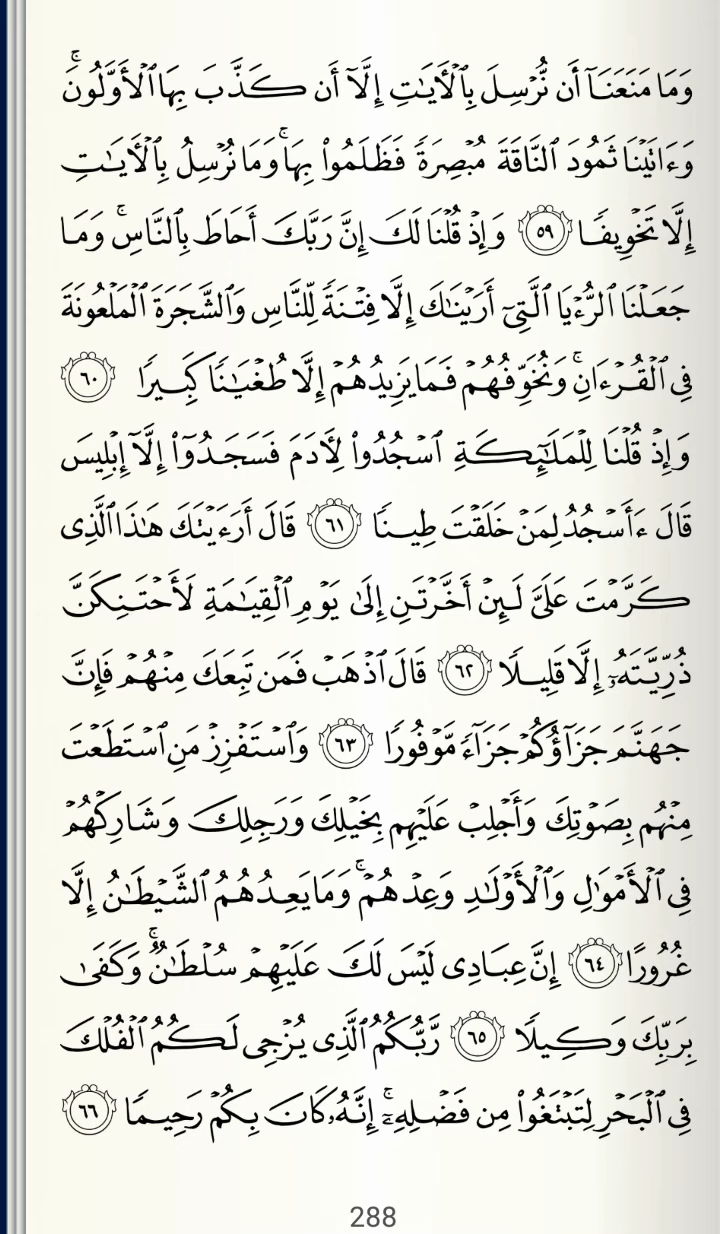 وَمَا مَنَعَنَآ أَن نُّرْسِلَ بِٱلْأَيَٰتِ إِلَّآ أَن كَذَّبَ بِهَا ٱلْأَوَّلُونَۚ
وَءَاتَيْنَا ثَمُودَ ٱلنَّاقَةَ مُبْصِرَةً فَظَلَمُوا۟ بِهَاۚ وَمَا نُرْسِلُ بِٱلْأَيَٰتِ
إِلَّا تَخْوِيفًا ٥٩ وَإِذْ قُلْنَا لَكَ إِنَّ رَبَّكَ أَحَاطَ بِٱلنَّاسِۚ وَمَا
جَعَلْنَا ٱلرُّءْيَا ٱلَّتِىٓ أَرَيْنَٰكَ إِلَّا فِتْنَةً لِّلنَّاسِ وَٱلشَّجَرَةَ ٱلْمَلْعُونَةَ
فِى ٱلْقُرْءَانِۚ وَنُخَوِّفُهُمْ فَمَا يَزِيدُهُمْ إِلَّا طُغْيَٰنًا كَبِيرًا ٦٠
وَإِذْ قُلْنَا لِلْمَلَٰٓئِكَةِ ٱسْجُدُوا۟ لِأَدَمَ فَسَجَدُوٓا۟ إِلَّآ إِبْلِيسَ
قَالَ ءَأَسْجُدُ لِمَنْ خَلَقْتَ طِينًا ٦١ قَالَ أَرَءَيْتَكَ هَٰذَا ٱلَّذِى
كَرَّمْتَ عَلَىَّ لَئِنْ أَخَّرْتَنِ إِلَىٰ يَوْمِ ٱلْقِيَٰمَةِ لَأَحْتَنِكَنَّ
ذُرِّيَّتَهُۥٓ إِلَّا قَلِيلًا ٦٢ قَالَ ٱذْهَبْ فَمَن تَبِعَكَ مِنْهُمْ فَإِنَّ
جَهَنَّمَ جَزَآؤُكُمْ جَزَآءً مَّوْفُورًا ٦٣ وَٱسْتَفْزِزْ مَنِ ٱسْتَطَعْتَ
مِنْهُم بِصَوْتِكَ وَأَجْلِبْ عَلَيْهِم بِخَيْلِكَ وَرَجِلِكَ وَشَارِكْهُمْ
فِى ٱلْأَمْوَٰلِ وَٱلْأَوْلَٰدِ وَعِدْهُمْۚ وَمَا يَعِدُهُمُ ٱلشَّيْطَٰنُ إِلَّا
غُرُورًا ٦٤ إِنَّ عِبَادِى لَيْسَ لَكَ عَلَيْهِمْ سُلْطَٰنٌۚ وَكَفَىٰ
بِرَبِّكَ وَكِيلًا ٦٥ رَّبُّكُمُ ٱلَّذِى يُزْجِى لَكُمُ ٱلْفُلْكَ
فِى ٱلْبَحْرِ لِتَبْتَغُوا۟ مِن فَضْلِهِۦٓۚ إِنَّهُۥ كَانَ بِكُمْ رَحِيمًا ٦٦
288